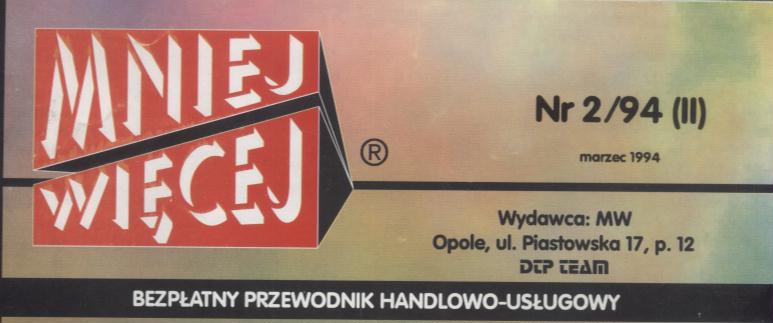 MNIEJ
WIĘCEJ
®
Nr 2/94 (II)
marzec 1994
Wydawca: MW
Opole, ul. Piastowska 17, p. 12
DTP TEAM
BEZPŁATNY PRZEWODNIK HANDLOWO-USŁUGOWY